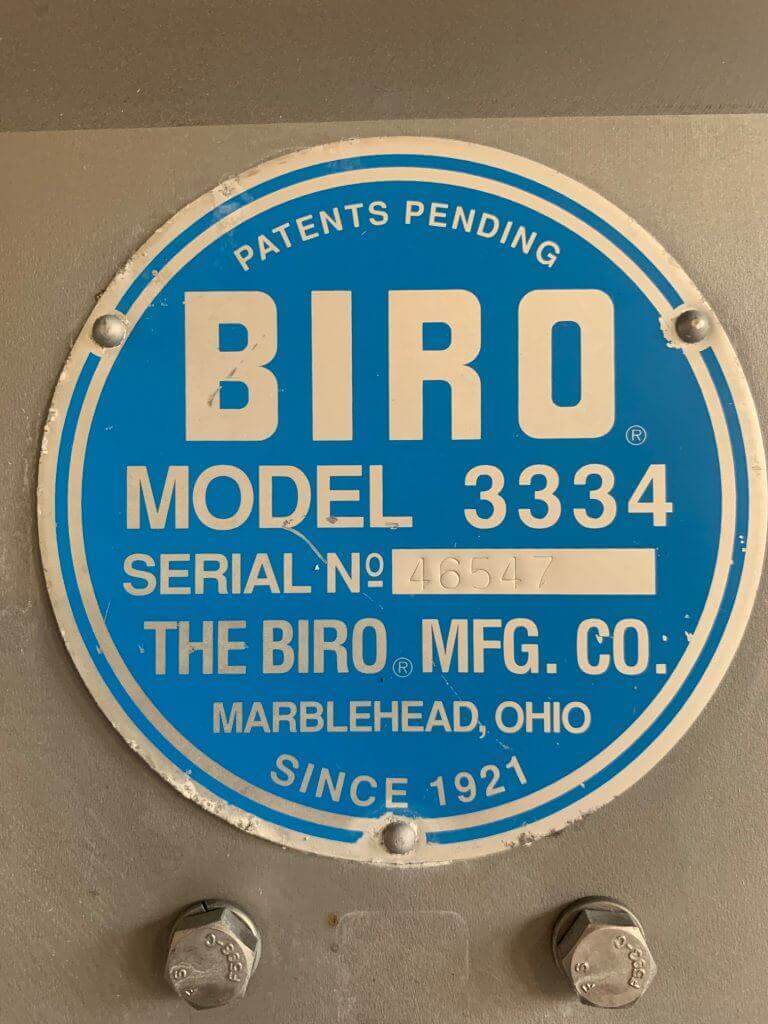 PATENTS PENDING
BIRO®
MODEL 3334
SERIAL Nº 46547
THE BIRO® MFG. CO.
MARBLEHEAD, OHIO
SINCE 1921